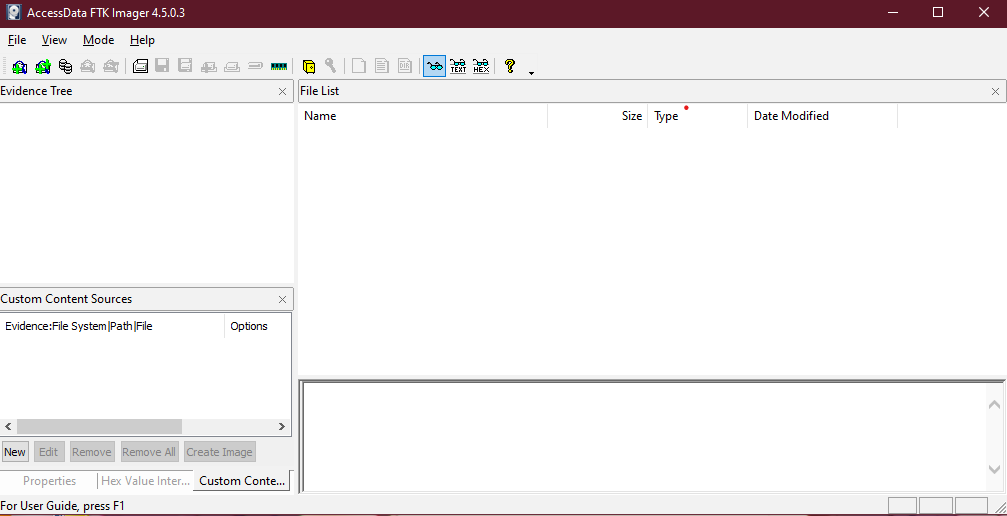 AccessData FTK Imager 4.5.0.3
File View Mode Help
TEXT HEX
Evidence Tree
File List
Name Size Type Date Modified
Custom Content Sources
Evidence:File System|Path|File Options
New Edit Remove Remove All Create Image
Properties Hex Value Inter... Custom Conte...
For User Guide, press F1